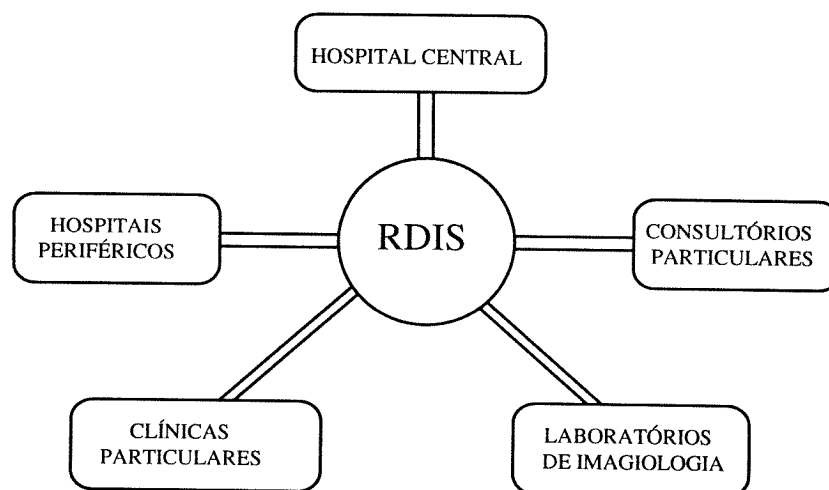 HOSPITAL CENTRAL
HOSPITAIS
PERIFÉRICOS
RDIS
CONSULTÓRIOS
PARTICULARES
CLÍNICAS
PARTICULARES
LABORATÓRIOS
DE IMAGIOLOGIA